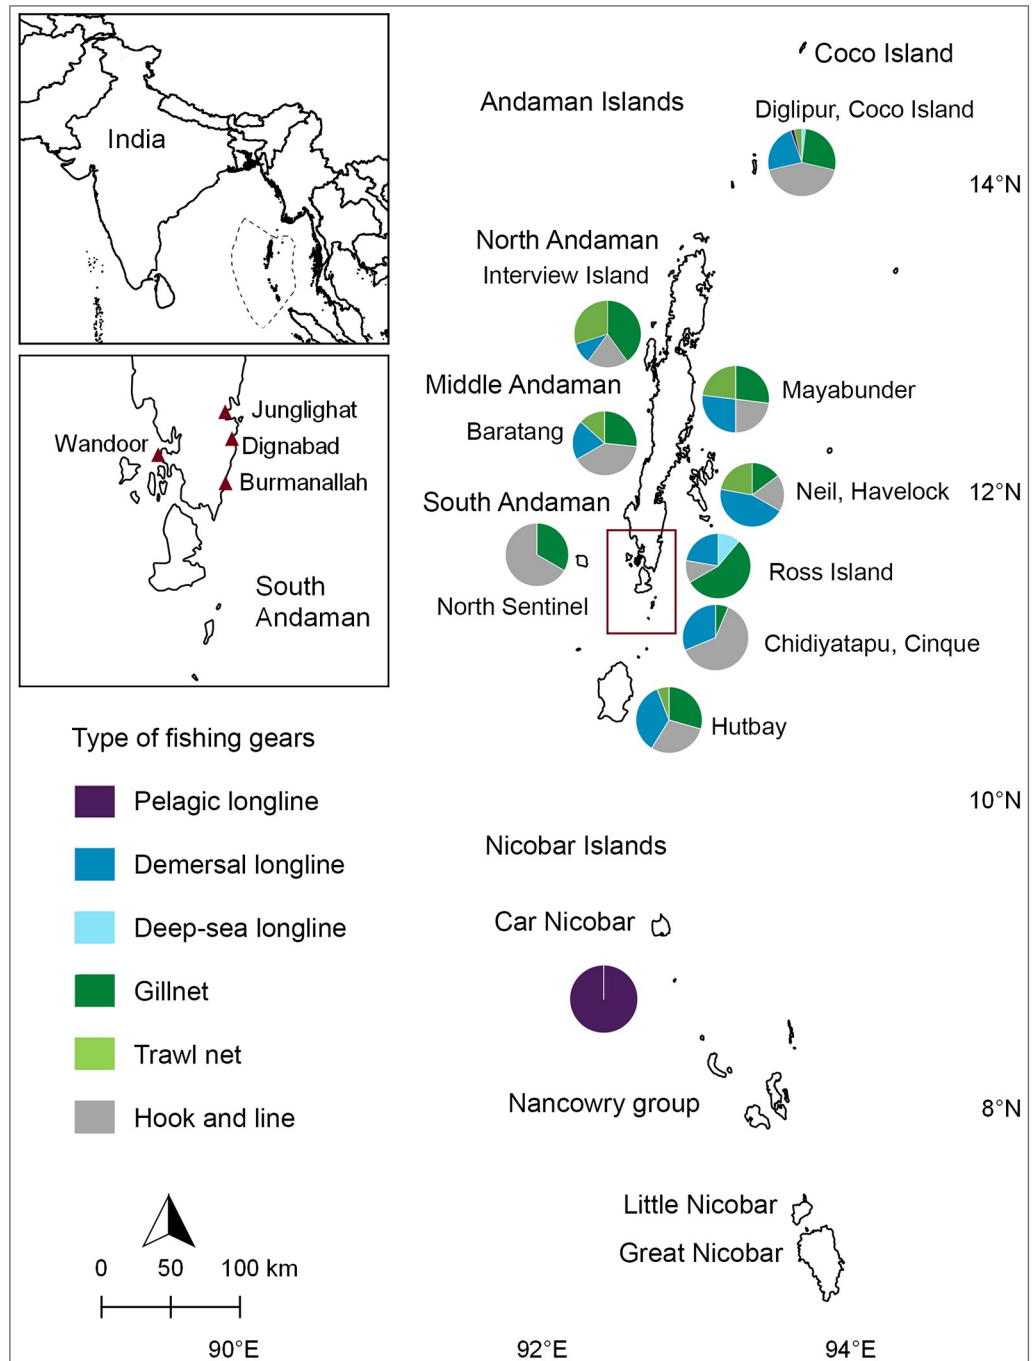 India
Junglighat
Wandoor
Dignabad
Burmanallah
South
Andaman
Coco Island
Andaman Islands
Diglipur, Coco Island
14°N
North Andaman
Interview Island
Middle Andaman
Mayabunder
Baratang
Neil, Havelock
12°N
South Andaman
Ross Island
North Sentinel
Chidiyatapu, Cinque
Hutbay
10°N
Nicobar Islands
Car Nicobar
Nancowry group
8°N
Little Nicobar
Great Nicobar
Type of fishing gears
Pelagic longline
Demersal longline
Deep-sea longline
Gillnet
Trawl net
Hook and line
0 50 100 km
90°E 92°E 94°E